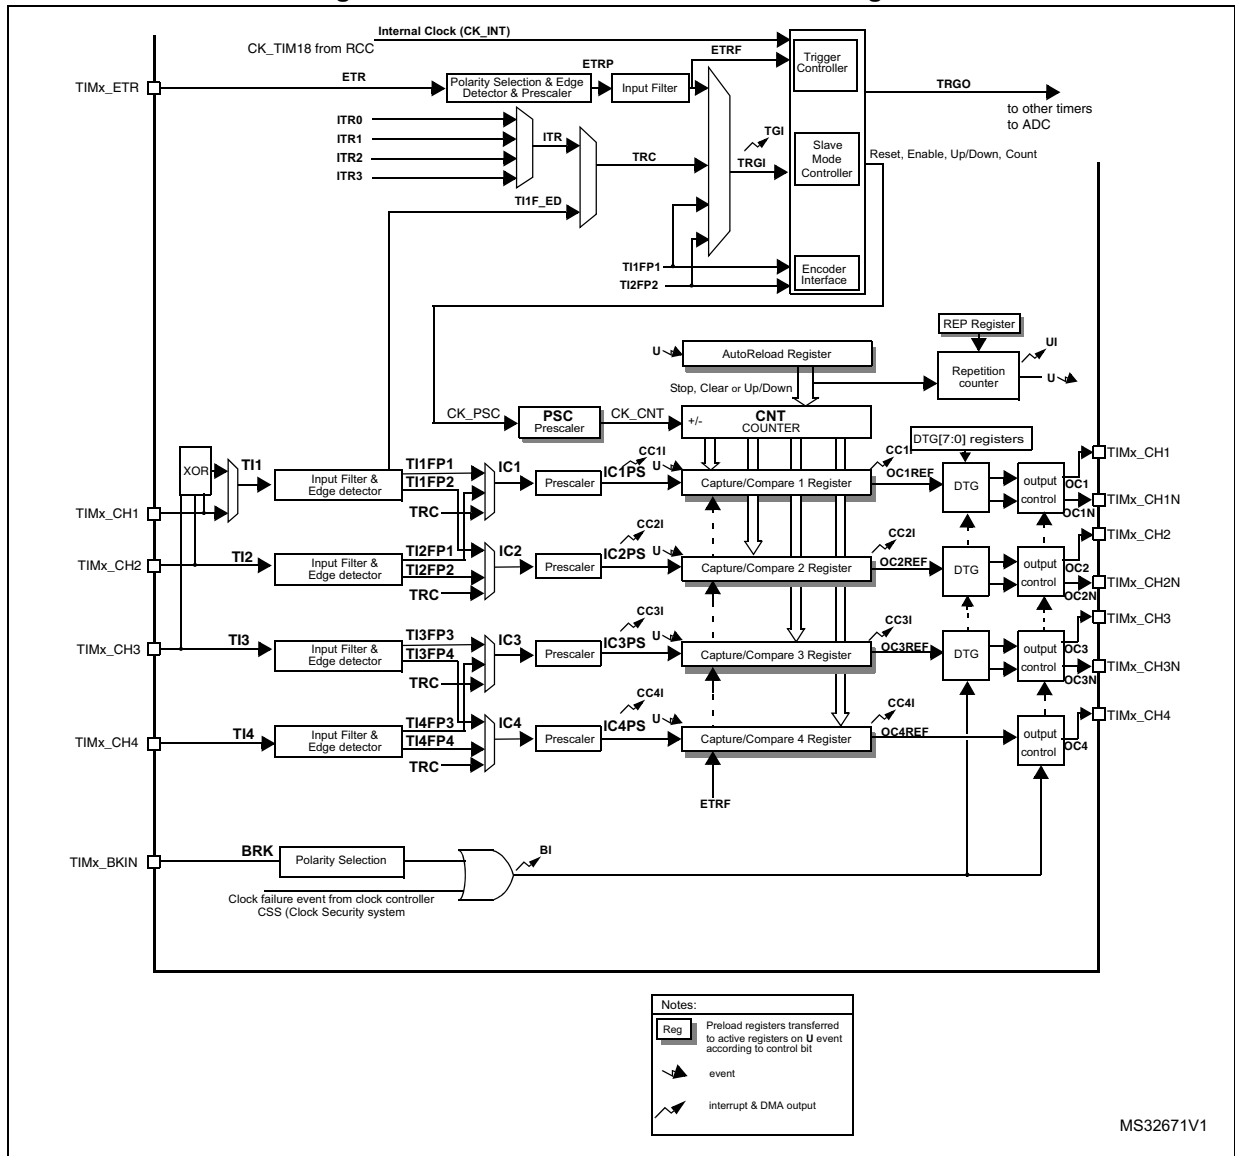 Internal Clock (CK_INT)
CK_TIM18 from RCC
ETRF
Trigger
Controller
ETRP
TIMx_ETR
ETR
Polarity Selection & Edge
Detector & Prescaler
Input Filter
TRGO
to other timers
to ADC
ITR0
ITR1
ITR2
ITR3
ITR
TRC
TGI
TRGI
Slave
Mode
Controller
Reset, Enable, Up/Down, Count
TI1F_ED
TI1FP1
TI2FP2
Encoder
Interface
REP Register
UI
U
AutoReload Register
Repetition
counter
U
Stop, Clear or Up/Down
CK_PSC
PSC
Prescaler
CK_CNT
+/-
CNT
COUNTER
DTG[7:0] registers
XOR
TI1
Input Filter &
Edge detector
TI1FP1
TI1FP2
TRC
IC1
Prescaler
CC1I
IC1PS
U
Capture/Compare 1 Register
CC1I
OC1REF
DTG
output
control
OC1
OC1N
TIMx_CH1
TIMx_CH1N
TIMx_CH1
TIMx_CH2
TI2
Input Filter &
Edge detector
TI2FP1
TI2FP2
TRC
IC2
Prescaler
CC2I
IC2PS
U
Capture/Compare 2 Register
CC2I
OC2REF
DTG
output
control
OC2
OC2N
TIMx_CH2
TIMx_CH2N
TIMx_CH3
TI3
Input Filter &
Edge detector
TI3FP3
TI3FP4
TRC
IC3
Prescaler
CC3I
IC3PS
U
Capture/Compare 3 Register
CC3I
OC3REF
DTG
output
control
OC3
OC3N
TIMx_CH3
TIMx_CH3N
TIMx_CH4
TI4
Input Filter &
Edge detector
TI4FP3
TI4FP4
TRC
IC4
Prescaler
CC4I
IC4PS
U
Capture/Compare 4 Register
CC4I
OC4REF
output
control
OC4
TIMx_CH4
ETRF
TIMx_BKIN
BRK
Polarity Selection
BI
Clock failure event from clock controller
CSS (Clock Security system
Notes:
Reg
Preload registers transferred
to active registers on U event
according to control bit
event
interrupt & DMA output
MS32671V1